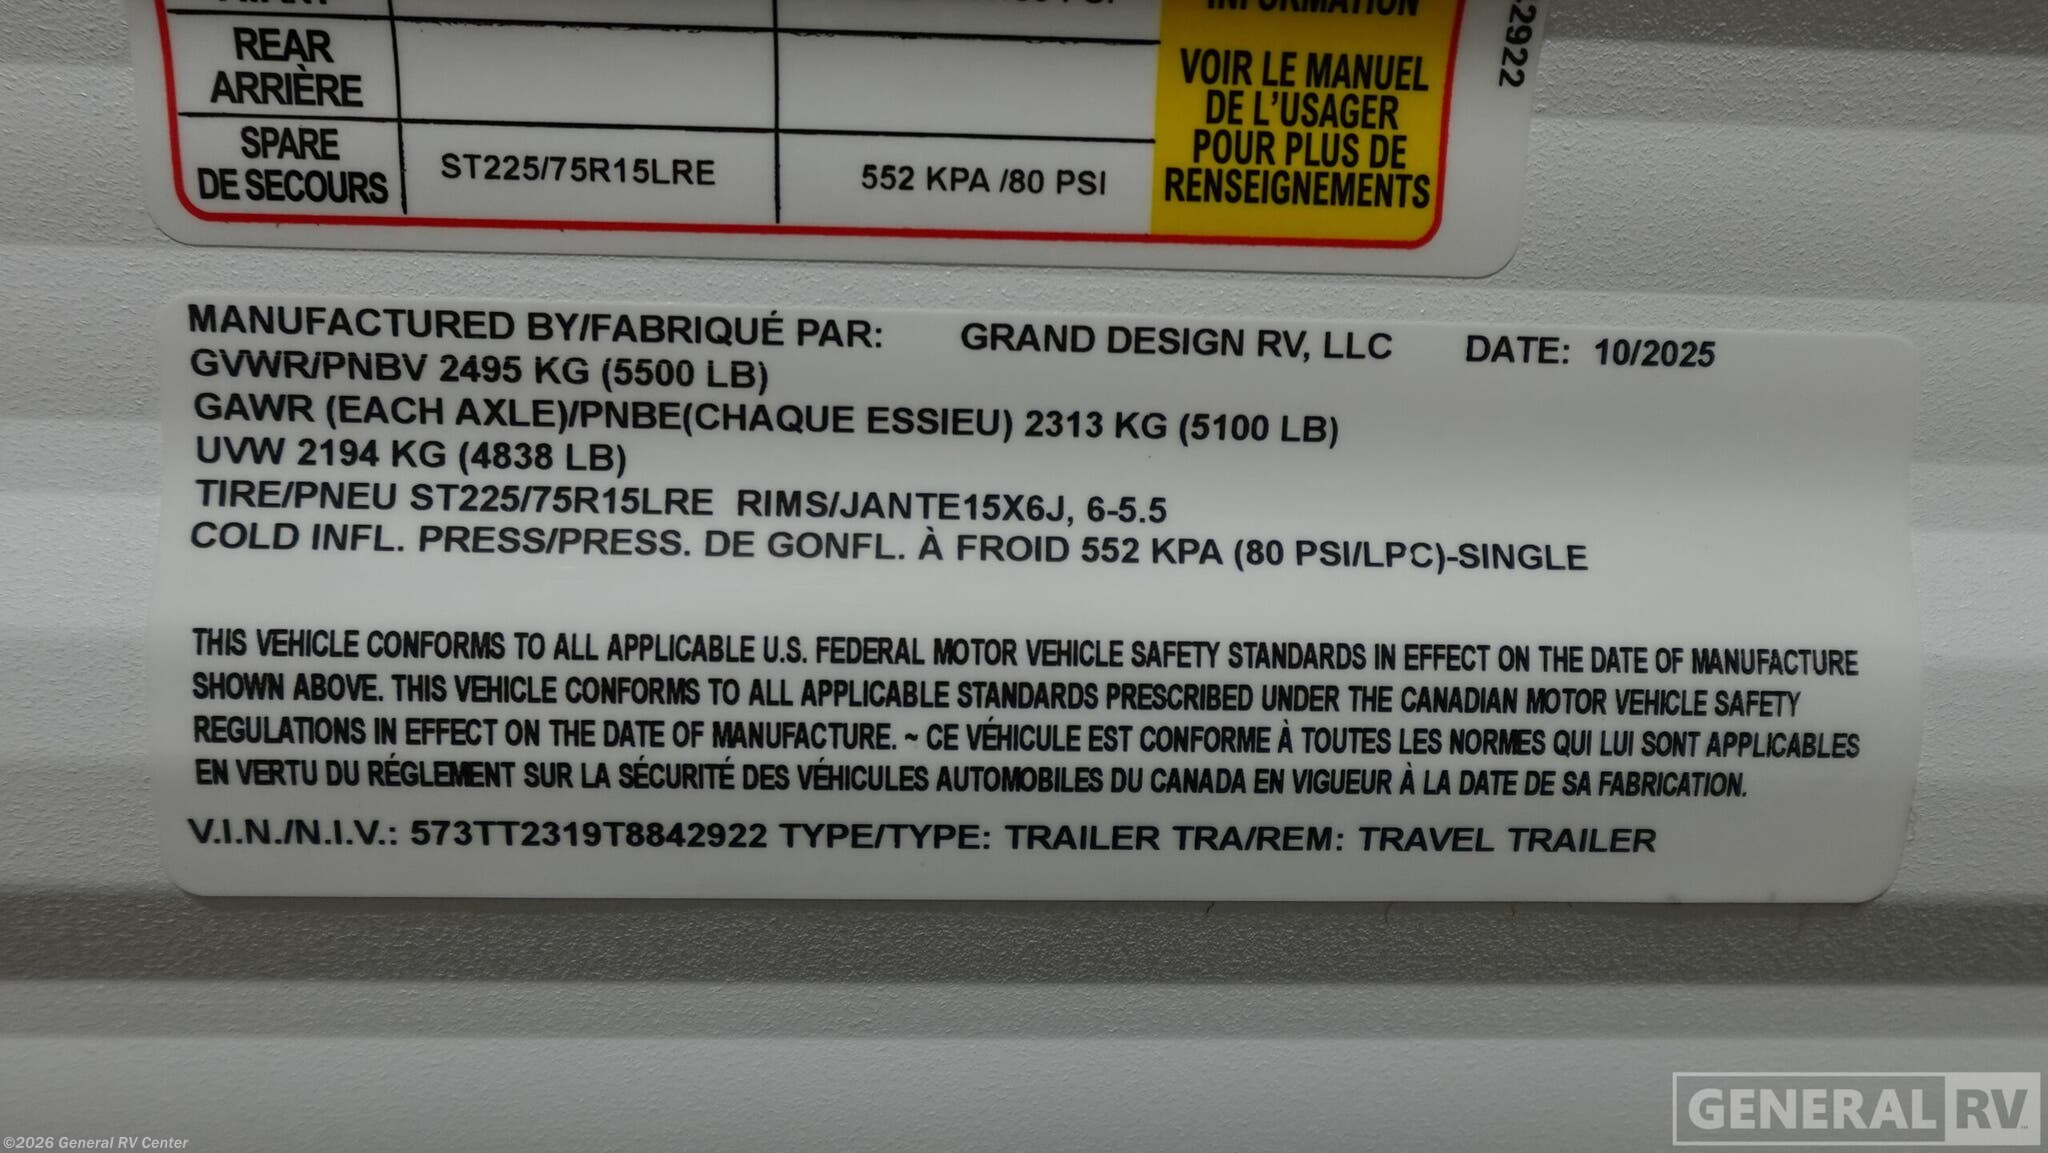 INFORMATION
REAR
ARRIÈRE
VOIR LE MANUEL
DE L'USAGER
POUR PLUS DE
RENSEIGNEMENTS
SPARE
DE SECOURS
ST225/75R15LRE
552 KPA /80 PSI
2922
MANUFACTURED BY/FABRIQUÉ PAR: GRAND DESIGN RV, LLC DATE: 10/2025
GVWR/PNBV 2495 KG (5500 LB)
GAWR (EACH AXLE)/PNBE(CHAQUE ESSIEU) 2313 KG (5100 LB)
UVW 2194 KG (4838 LB)
TIRE/PNEU ST225/75R15LRE RIMS/JANTE15X6J, 6-5.5
COLD INFL. PRESS/PRESS. DE GONFL. À FROID 552 KPA (80 PSI/LPC)-SINGLE
THIS VEHICLE CONFORMS TO ALL APPLICABLE U.S. FEDERAL MOTOR VEHICLE SAFETY STANDARDS IN EFFECT ON THE DATE OF MANUFACTURE
SHOWN ABOVE. THIS VEHICLE CONFORMS TO ALL APPLICABLE STANDARDS PRESCRIBED UNDER THE CANADIAN MOTOR VEHICLE SAFETY
REGULATIONS IN EFFECT ON THE DATE OF MANUFACTURE. ~ CE VÉHICULE EST CONFORME À TOUTES LES NORMES QUI LUI SONT APPLICABLES
EN VERTU DU RÉGLEMENT SUR LA SÉCURITÉ DES VÉHICULES AUTOMOBILES DU CANADA EN VIGUEUR À LA DATE DE SA FABRICATION.
V.I.N./N.I.V.: 573TT2319T8842922 TYPE/TYPE: TRAILER TRA/REM: TRAVEL TRAILER
GENERAL RV
©2026 General RV Center